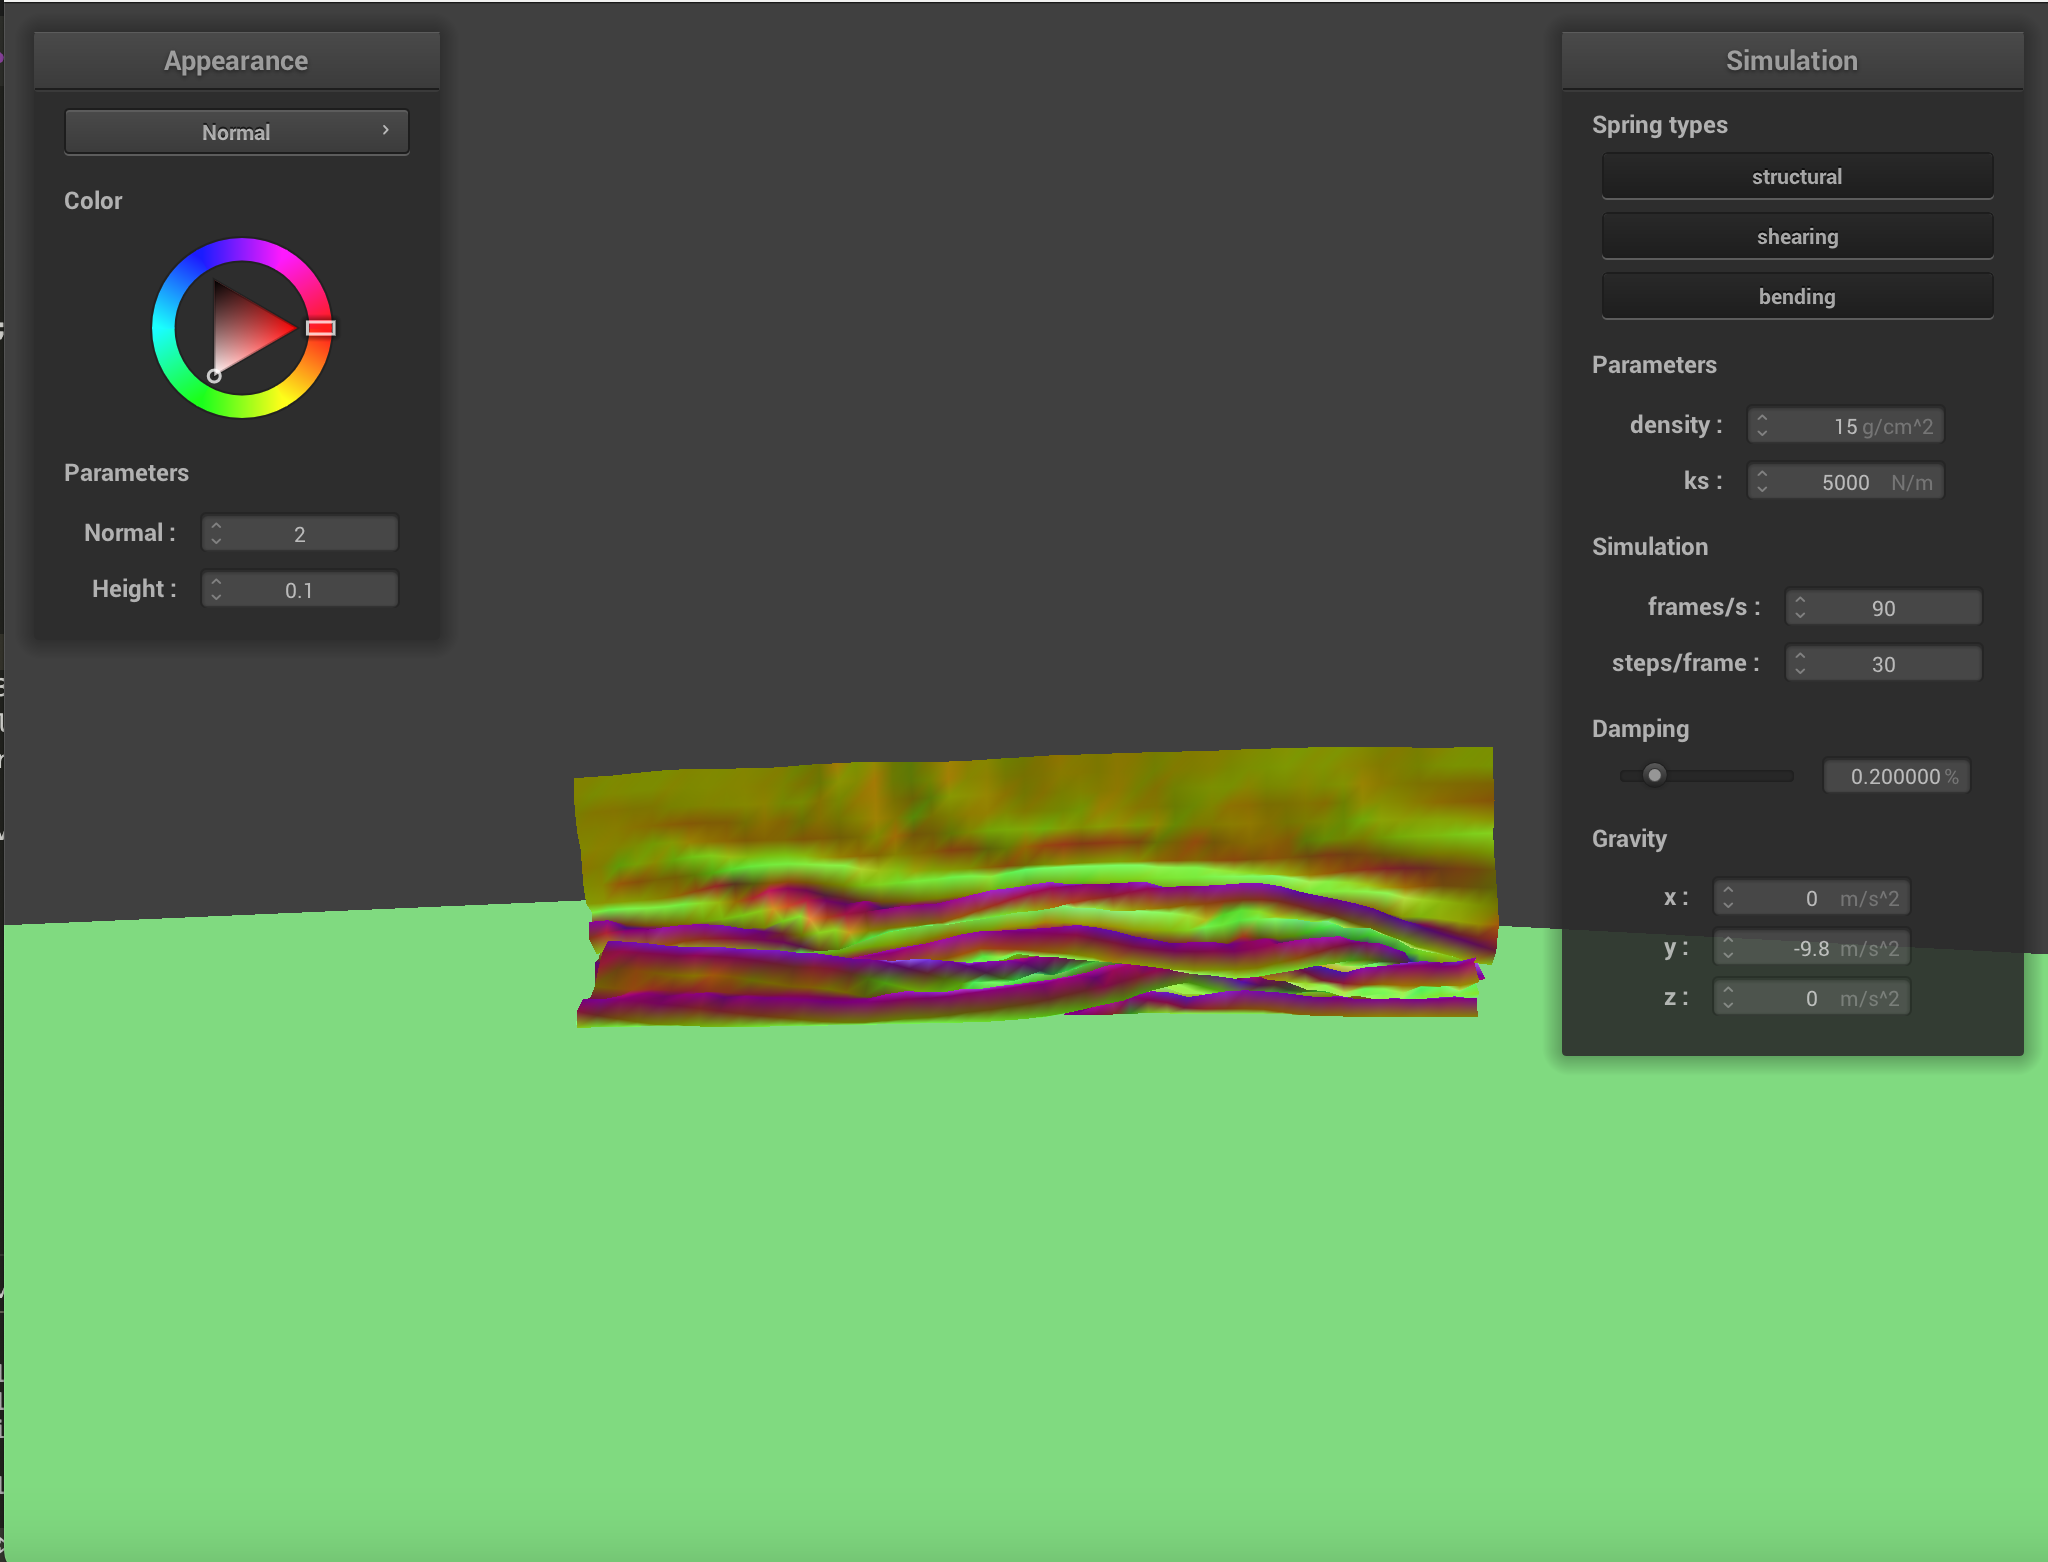 Appearance
Normal
Color
Parameters
Normal : 2
Height : 0.1
Simulation
Spring types
structural
shearing
bending
Parameters
density : 15 g/cm^2
ks : 5000 N/m
Simulation
frames/s : 90
steps/frame : 30
Damping
0.200000 %
Gravity
x : 0 m/s^2
y : -9.8 m/s^2
z : 0 m/s^2